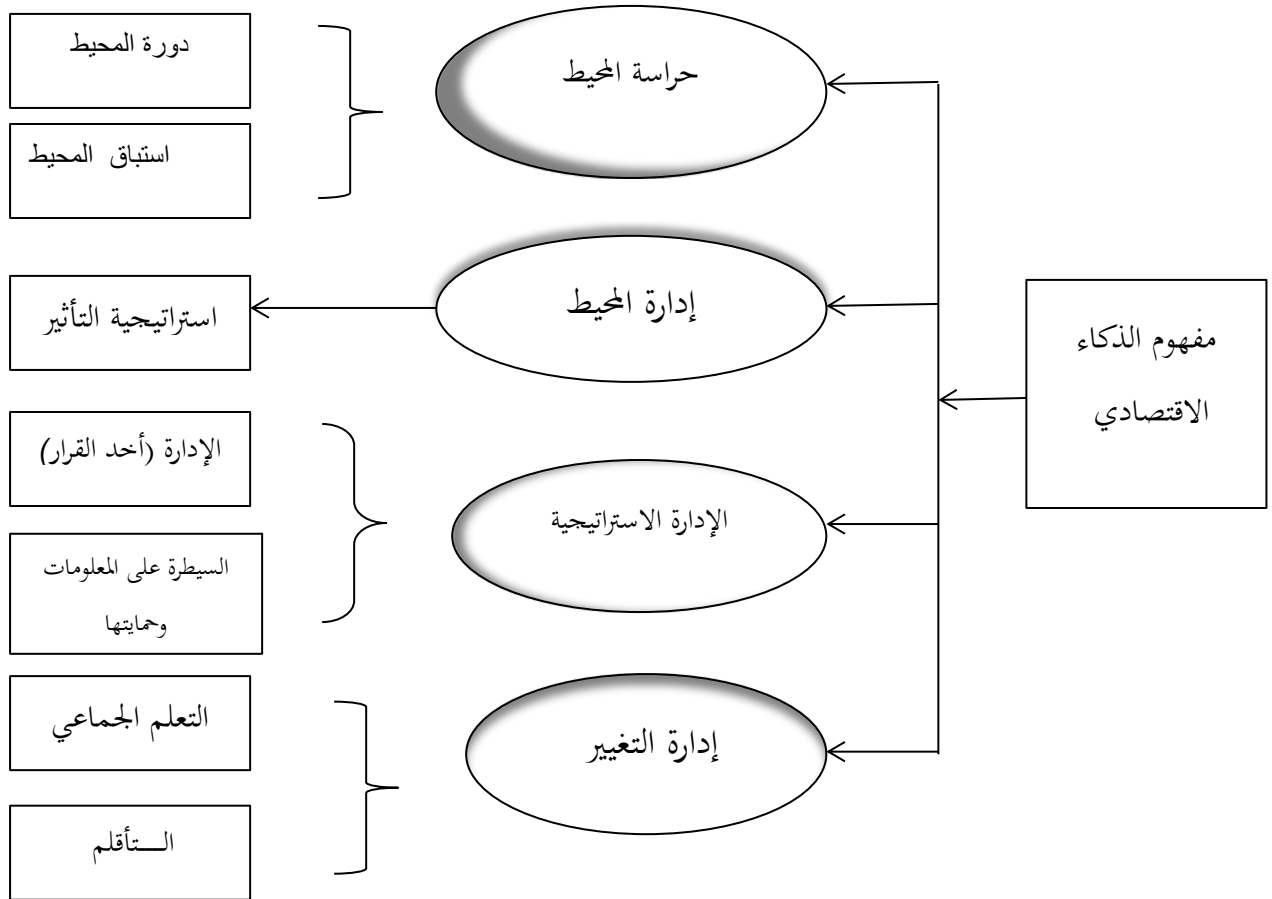 مفهوم الذكاء
الاقتصادي
حراسة المحيط
دورة المحيط
استباق المحيط
إدارة المحيط
استراتيجية التأثير
الإدارة الاستراتيجية
الإدارة (أخد القرار)
السيطرة على المعلومات
وحمايتها
إدارة التغيير
التعلم الجماعي
الـــتأقلم